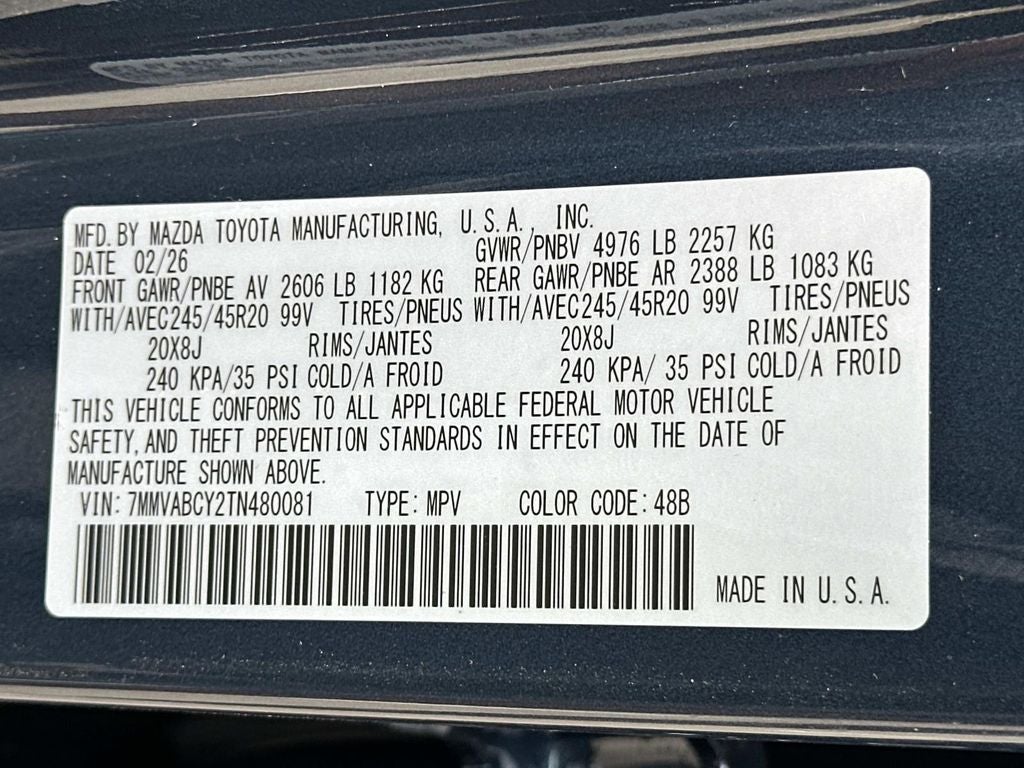 MFD. BY MAZDA TOYOTA MANUFACTURING, U.S.A., INC.
DATE 02/26 GVWR/PNBV 4976 LB 2257 KG
FRONT GAWR/PNBE AV 2606 LB 1182 KG REAR GAWR/PNBE AR 2388 LB 1083 KG
WITH/AVEC 245/45R20 99V TIRES/PNEUS WITH/AVEC 245/45R20 99V TIRES/PNEUS
20X8J RIMS/JANTES 20X8J RIMS/JANTES
240 KPA/35 PSI COLD/A FROID 240 KPA/ 35 PSI COLD/A FROID
THIS VEHICLE CONFORMS TO ALL APPLICABLE FEDERAL MOTOR VEHICLE
SAFETY, AND THEFT PREVENTION STANDARDS IN EFFECT ON THE DATE OF
MANUFACTURE SHOWN ABOVE.
VIN: 7MMVABCY2TN480081 TYPE: MPV COLOR CODE: 48B
MADE IN U.S.A.